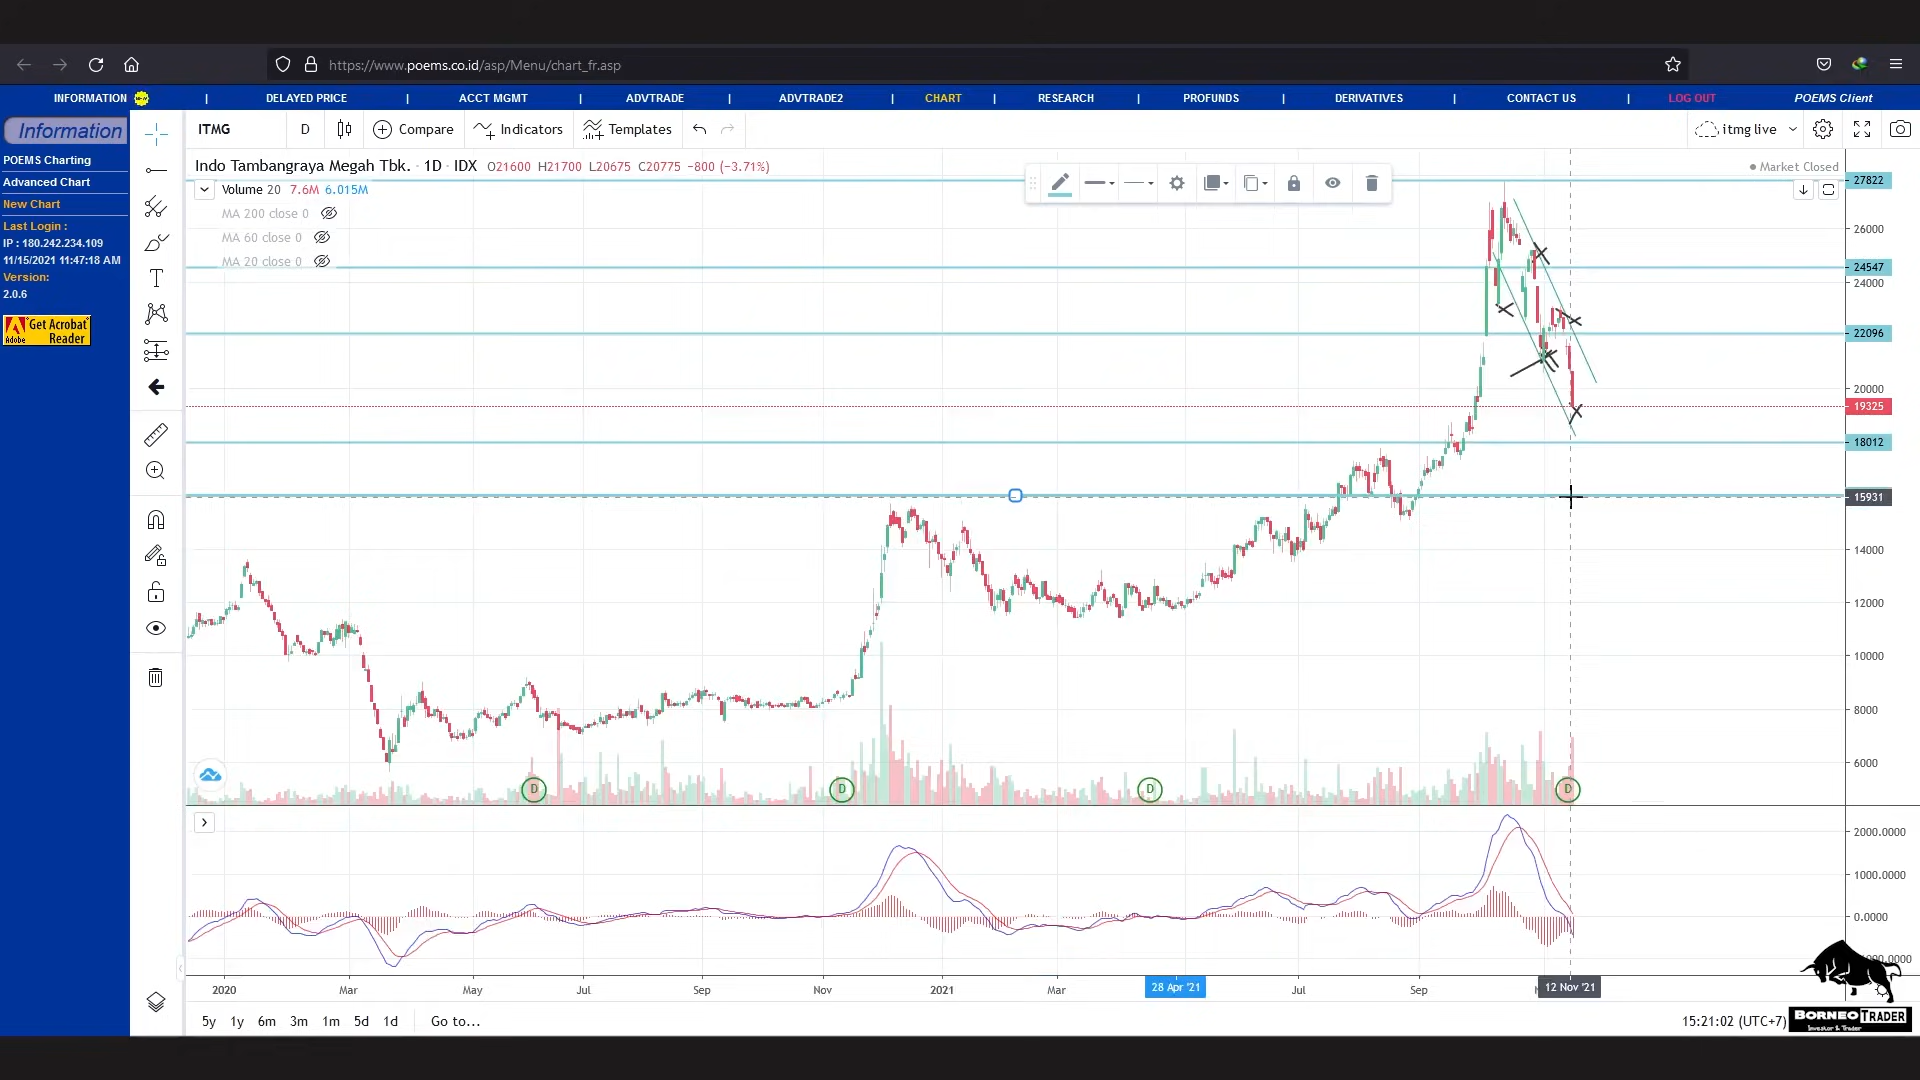 https://www.poems.co.id/asp/Menu/chart_fr.asp
INFORMATION | DELAYED PRICE | ACCT MGMT | ADVTRADE | ADVTRADE2 | CHART | RESEARCH | PROFUNDS | DERIVATIVES | CONTACT US | LOG OUT POEMS Client
Information
POEMS Charting
Advanced Chart
New Chart
Last Login :
IP : 180.242.234.109
11/15/2021 11:47:18 AM
Version:
2.0.6
Get Acrobat
Adobe Reader
ITMG D Compare Indicators Templates itmg live
Indo Tambangraya Megah Tbk. · 1D · IDX O21600 H21700 L20675 C20775 −800 (−3.71%)
Market Closed
Volume 20 7.6M 6.015M
MA 200 close 0
MA 60 close 0
MA 20 close 0
27822
26000
24547
24000
22096
20000
19325
18012
15931
14000
12000
10000
8000
6000
D D D D
2000.0000
1000.0000
0.0000
2020 Mar May Jul Sep Nov 2021 Mar 28 Apr '21 Jul Sep 12 Nov '21
5y 1y 6m 3m 1m 5d 1d Go to...
15:21:02 (UTC+7)
BORNEO TRADER
Investor & Trader